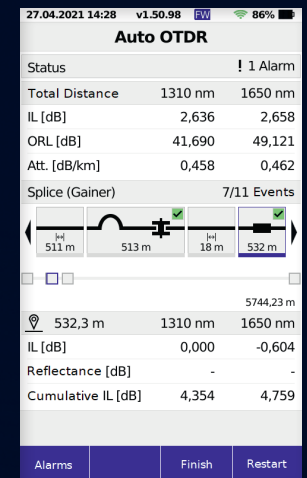 27.04.2021 14:28 v1.50.98 FW 86%
Auto OTDR
Status ! 1 Alarm
Total Distance 1310 nm 1650 nm
IL [dB] 2,636 2,658
ORL [dB] 41,690 49,121
Att. [dB/km] 0,458 0,462
Splice (Gainer) 7/11 Events
511 m 513 m 18 m 532 m
5744,23 m
532,3 m 1310 nm 1650 nm
IL [dB] 0,000 -0,604
Reflectance [dB] - -
Cumulative IL [dB] 4,354 4,759
Alarms Finish Restart